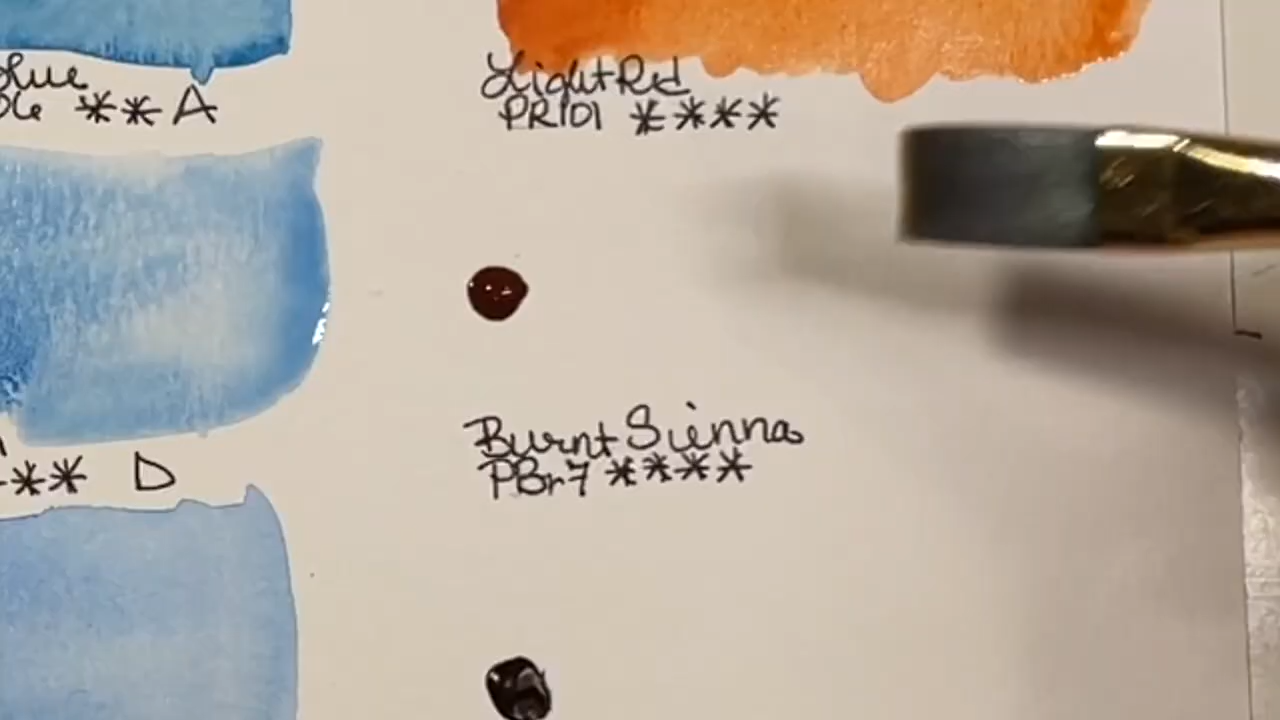 Light Red
PR101 ****
** A
Burnt Sienna
PBr7 ****
** D